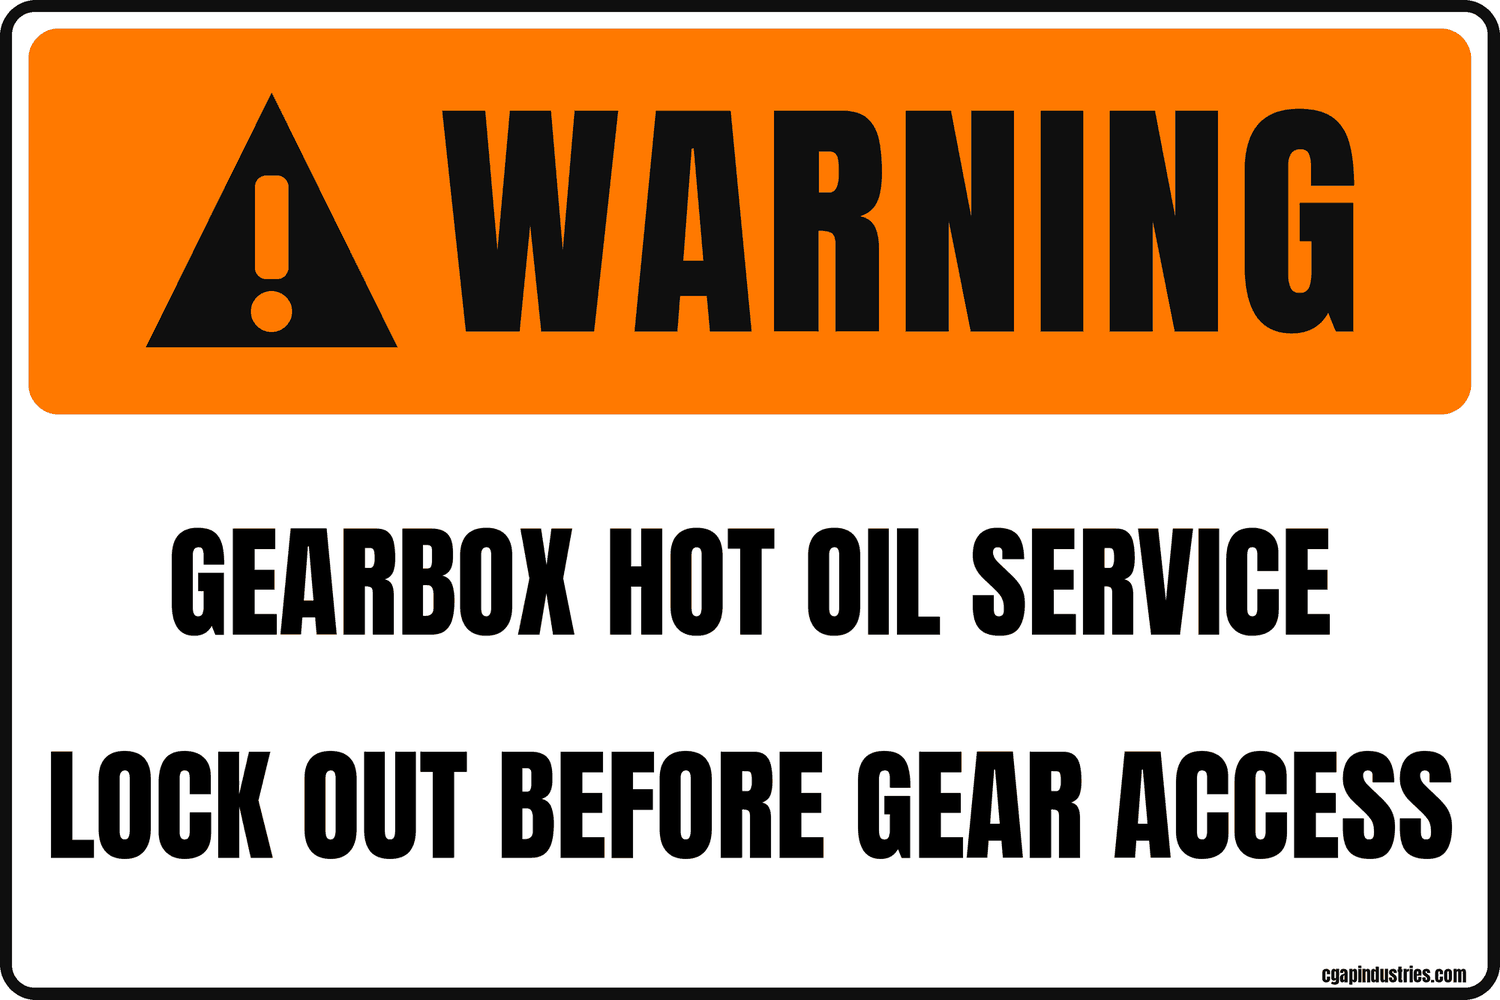 WARNING
GEARBOX HOT OIL SERVICE
LOCK OUT BEFORE GEAR ACCESS
cgapindustries.com